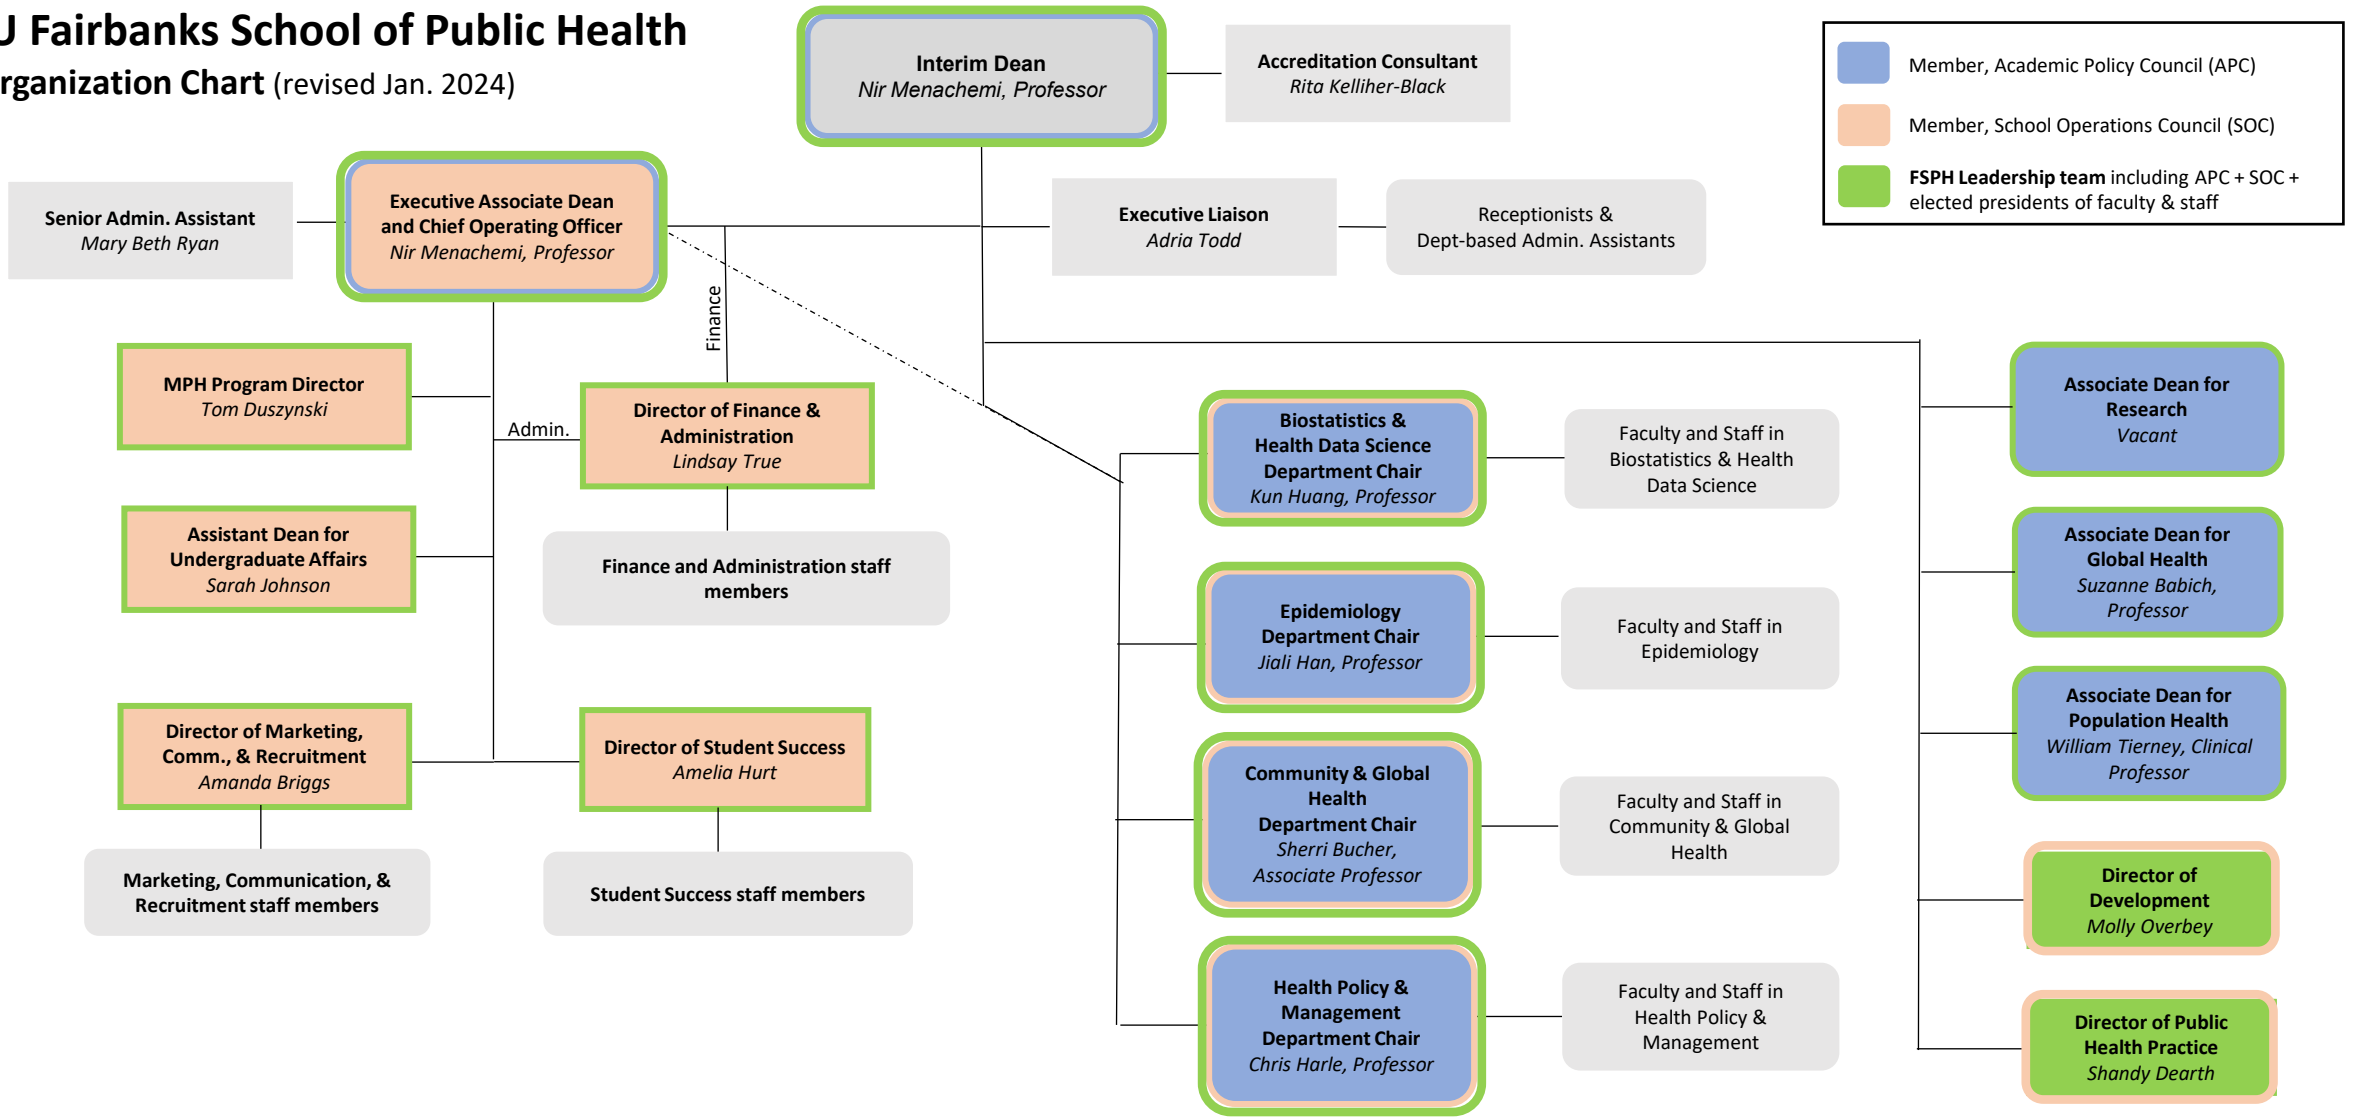 U Fairbanks School of Public Health
rganization Chart (revised Jan. 2024)
Interim Dean
Nir Menachemi, Professor
Accreditation Consultant
Rita Kelliher-Black
Member, Academic Policy Council (APC)
Member, School Operations Council (SOC)
FSPH Leadership team including APC + SOC +
elected presidents of faculty & staff
Senior Admin. Assistant
Mary Beth Ryan
Executive Associate Dean
and Chief Operating Officer
Nir Menachemi, Professor
Executive Liaison
Adria Todd
Receptionists &
Dept-based Admin. Assistants
Finance
MPH Program Director
Tom Duszynski
Admin.
Director of Finance &
Administration
Lindsay True
Assistant Dean for
Undergraduate Affairs
Sarah Johnson
Finance and Administration staff
members
Director of Marketing,
Comm., & Recruitment
Amanda Briggs
Director of Student Success
Amelia Hurt
Marketing, Communication, &
Recruitment staff members
Student Success staff members
Biostatistics &
Health Data Science
Department Chair
Kun Huang, Professor
Faculty and Staff in
Biostatistics & Health
Data Science
Epidemiology
Department Chair
Jiali Han, Professor
Faculty and Staff in
Epidemiology
Community & Global
Health
Department Chair
Sherri Bucher,
Associate Professor
Faculty and Staff in
Community & Global
Health
Health Policy &
Management
Department Chair
Chris Harle, Professor
Faculty and Staff in
Health Policy &
Management
Associate Dean for
Research
Vacant
Associate Dean for
Global Health
Suzanne Babich,
Professor
Associate Dean for
Population Health
William Tierney, Clinical
Professor
Director of
Development
Molly Overbey
Director of Public
Health Practice
Shandy Dearth